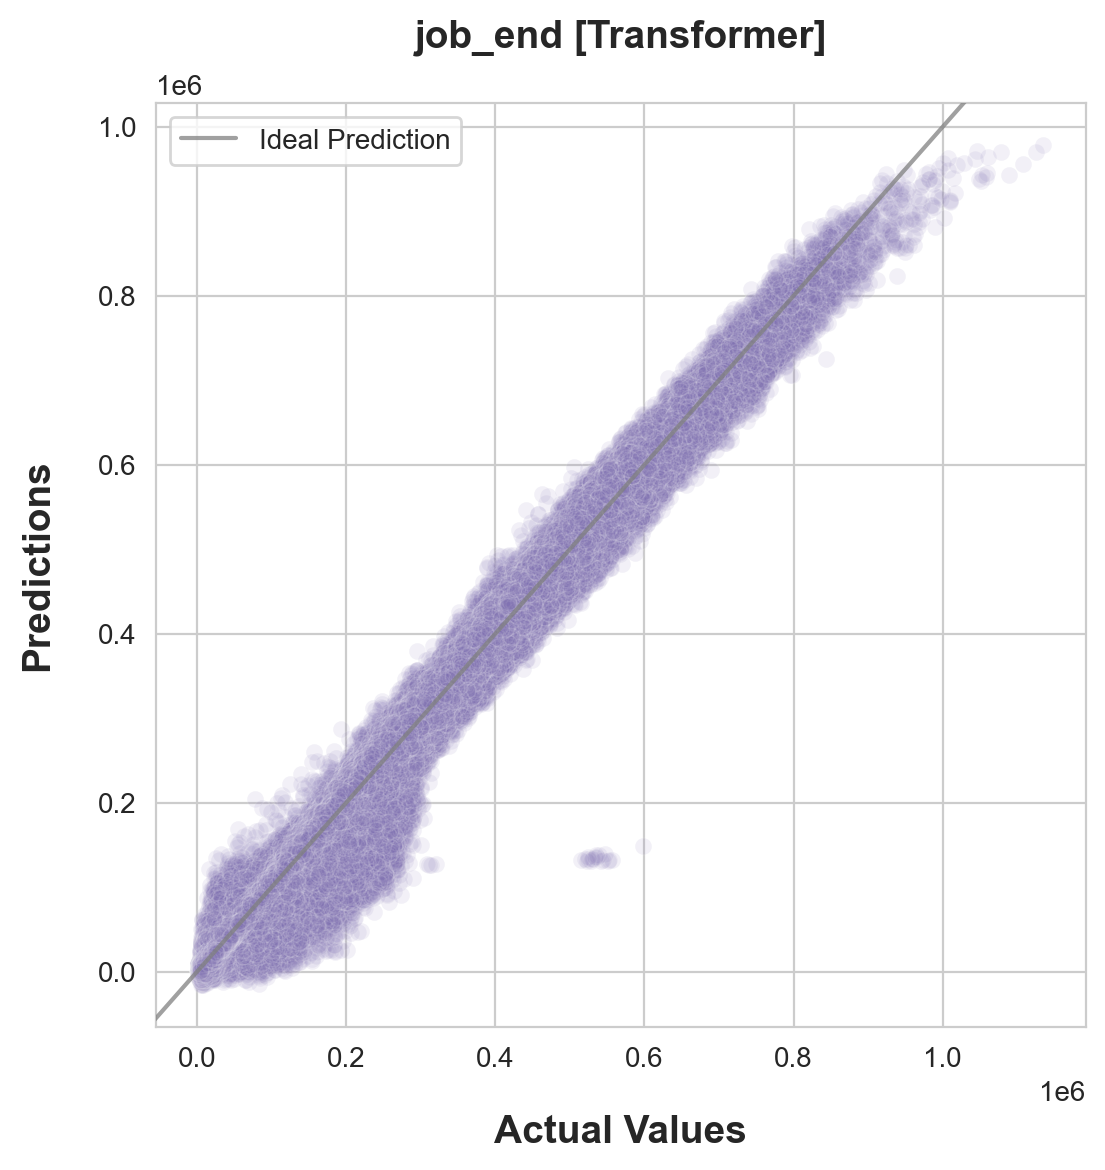 job_end [Transformer]
1e6
Ideal Prediction
1.0
0.8
0.6
0.4
0.2
0.0
Predictions
0.0 0.2 0.4 0.6 0.8 1.0
1e6
Actual Values